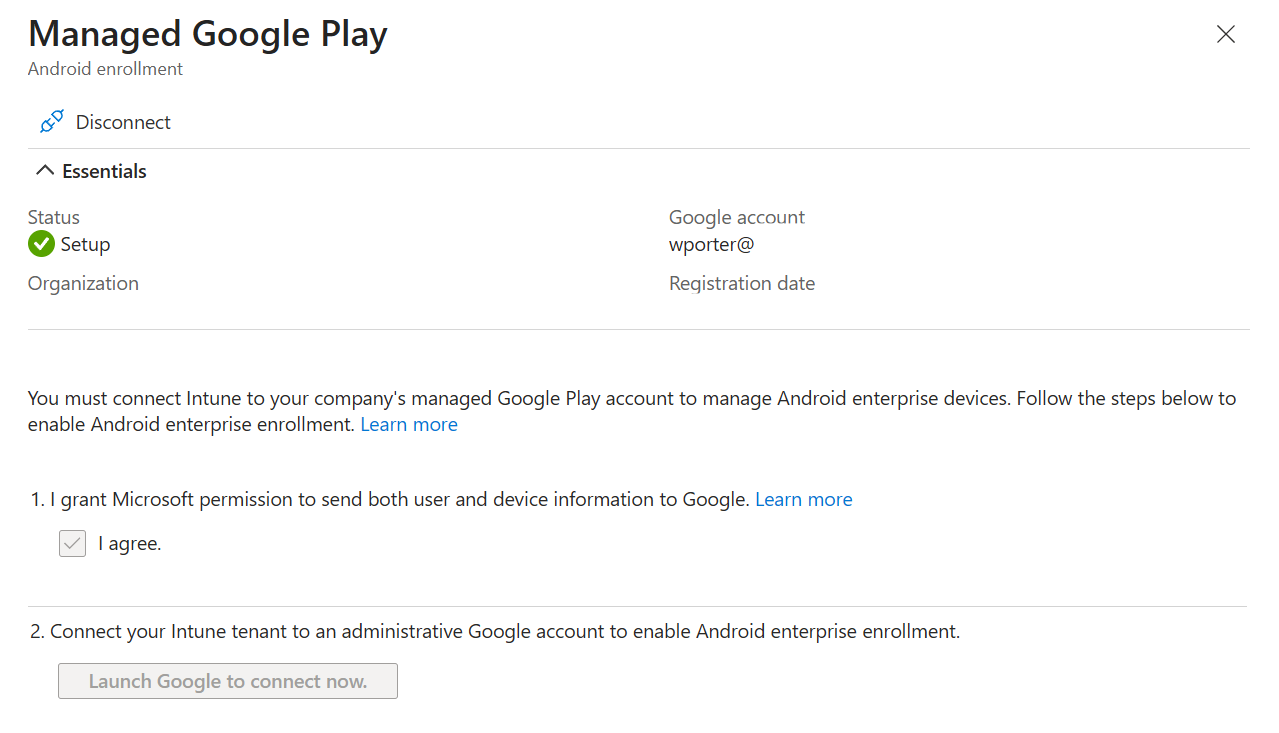 Managed Google Play
Android enrollment
Disconnect
Essentials
Status
Setup
Google account
wporter@
Organization
Registration date
You must connect Intune to your company's managed Google Play account to manage Android enterprise devices. Follow the steps below to
enable Android enterprise enrollment. Learn more
1. I grant Microsoft permission to send both user and device information to Google. Learn more
I agree.
2. Connect your Intune tenant to an administrative Google account to enable Android enterprise enrollment.
Launch Google to connect now.